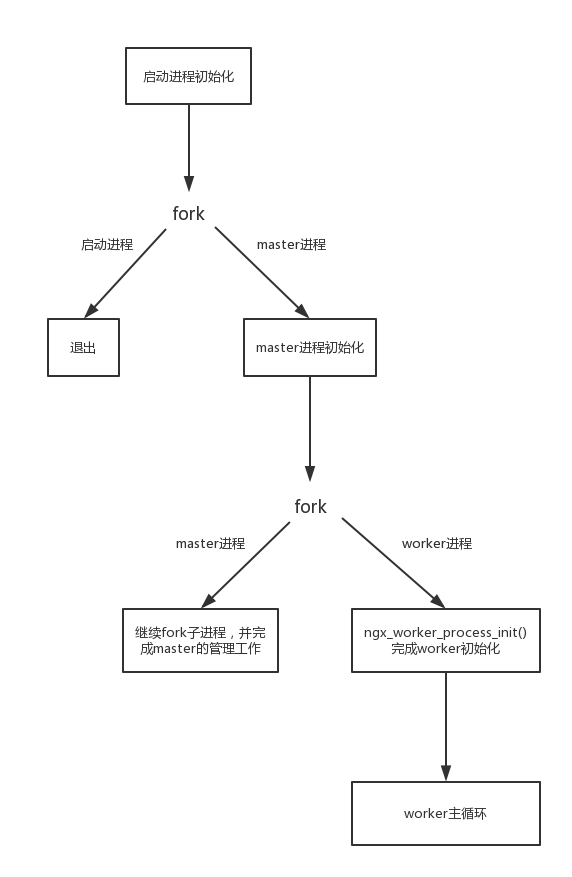 启动进程初始化
fork
启动进程
master进程
退出
master进程初始化
fork
master进程
worker进程
继续fork子进程，并完
成master的管理工作
ngx_worker_process_init()
完成worker初始化
worker主循环